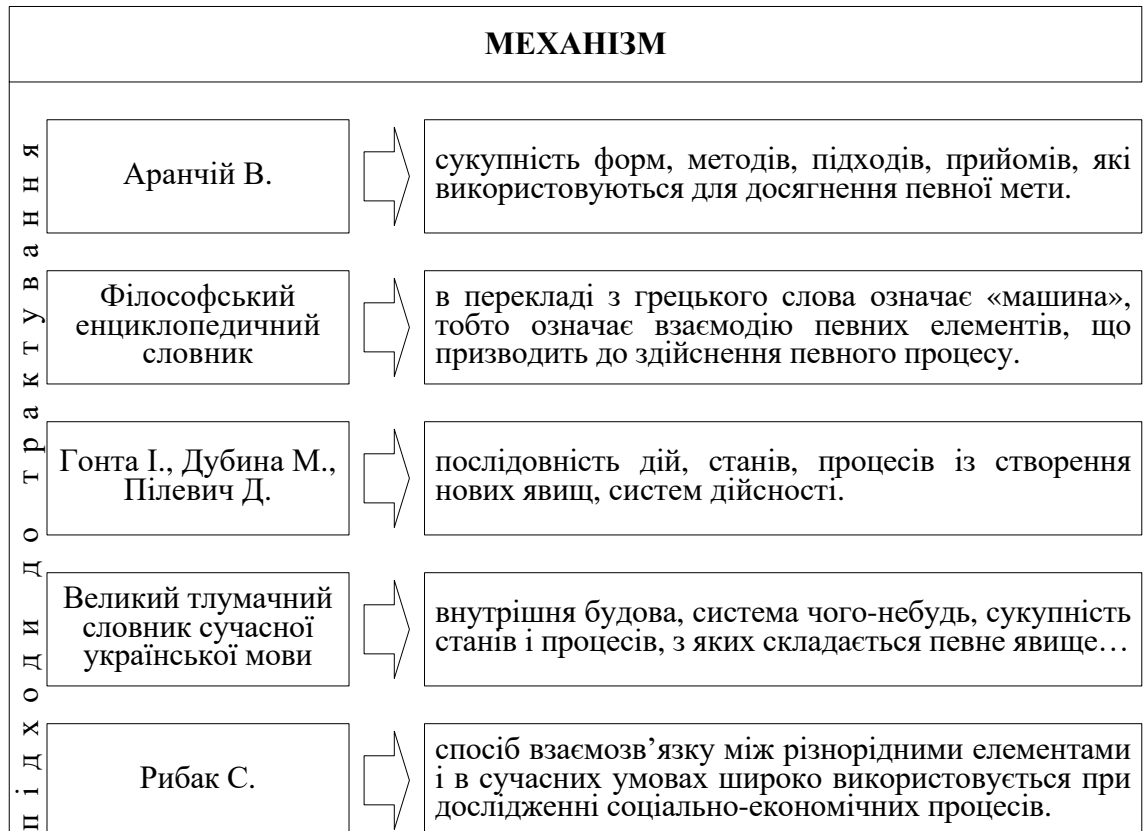 МЕХАНІЗМ
підходи до трактування
Аранчій В.
сукупність форм, методів, підходів, прийомів, які
використовуються для досягнення певної мети.
Філософський
енциклопедичний
словник
в перекладі з грецького слова означає «машина»,
тобто означає взаємодію певних елементів, що
призводить до здійснення певного процесу.
Гонта І., Дубина М.,
Пілевич Д.
послідовність дій, станів, процесів із створення
нових явищ, систем дійсності.
Великий тлумачний
словник сучасної
української мови
внутрішня будова, система чого-небудь, сукупність
станів і процесів, з яких складається певне явище…
Рибак С.
спосіб взаємозв’язку між різнорідними елементами
і в сучасних умовах широко використовується при
дослідженні соціально-економічних процесів.